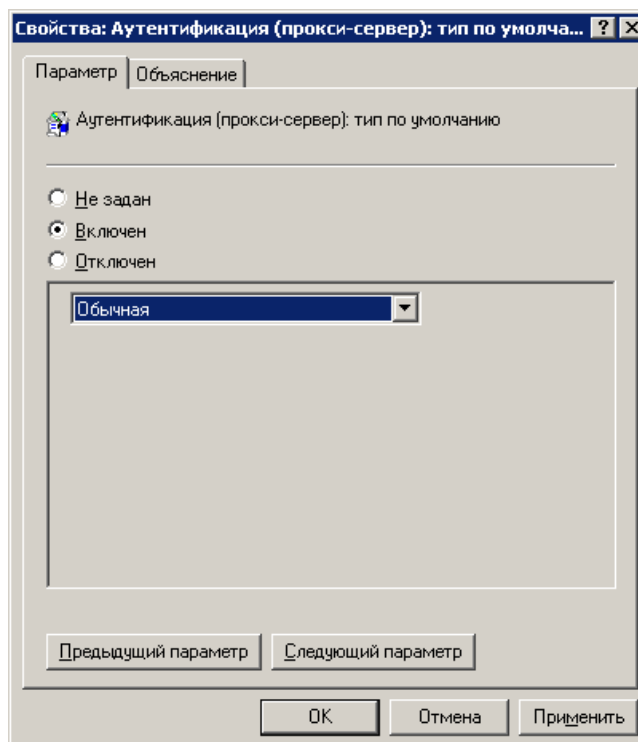 Свойства: Аутентификация (прокси-сервер): тип по умолча...
Параметр Объяснение
Аутентификация (прокси-сервер): тип по умолчанию
Не задан
Включен
Отключен
Обычная
Предыдущий параметр Следующий параметр
OK Отмена Применить